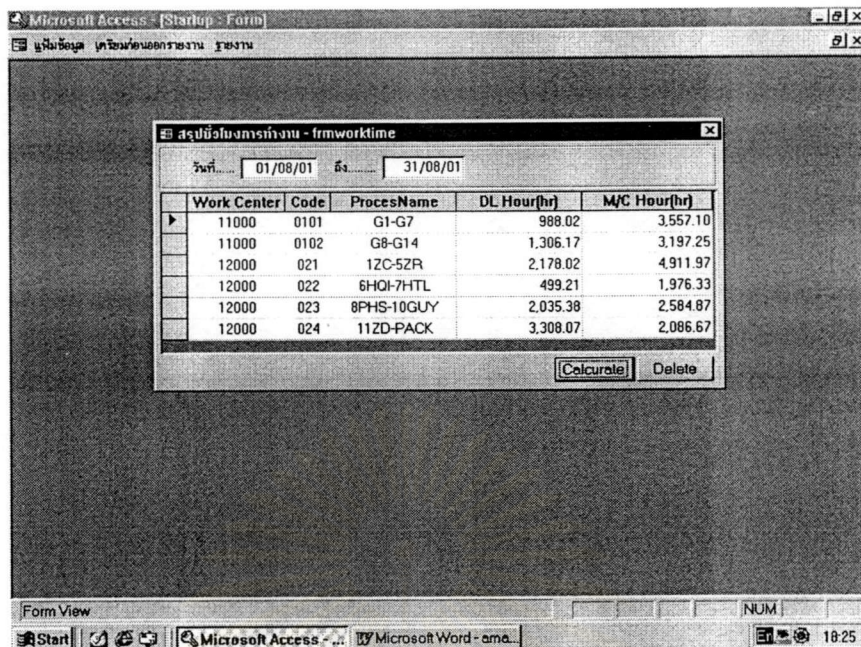 Microsoft Access - [Startup : Form]
แฟ้มข้อมูล เตรียมก่อนออกรายงาน รายงาน
สรุปชั่วโมงการทำงาน - frmworktime
วันที่...... 01/08/01 ถึง......... 31/08/01
Work Center Code ProcesName DL Hour(hr) M/C Hour(hr)
11000 0101 G1-G7 988.02 3,557.10
11000 0102 G8-G14 1,306.17 3,197.25
12000 021 1ZC-5ZR 2,178.02 4,911.97
12000 022 6HQI-7HTL 499.21 1,976.33
12000 023 8PHS-10GUY 2,035.38 2,584.87
12000 024 11ZD-PACK 3,308.07 2,086.67
Calcurate Delete
Form View NUM
Start Microsoft Access - ... Microsoft Word - ama... 18:25